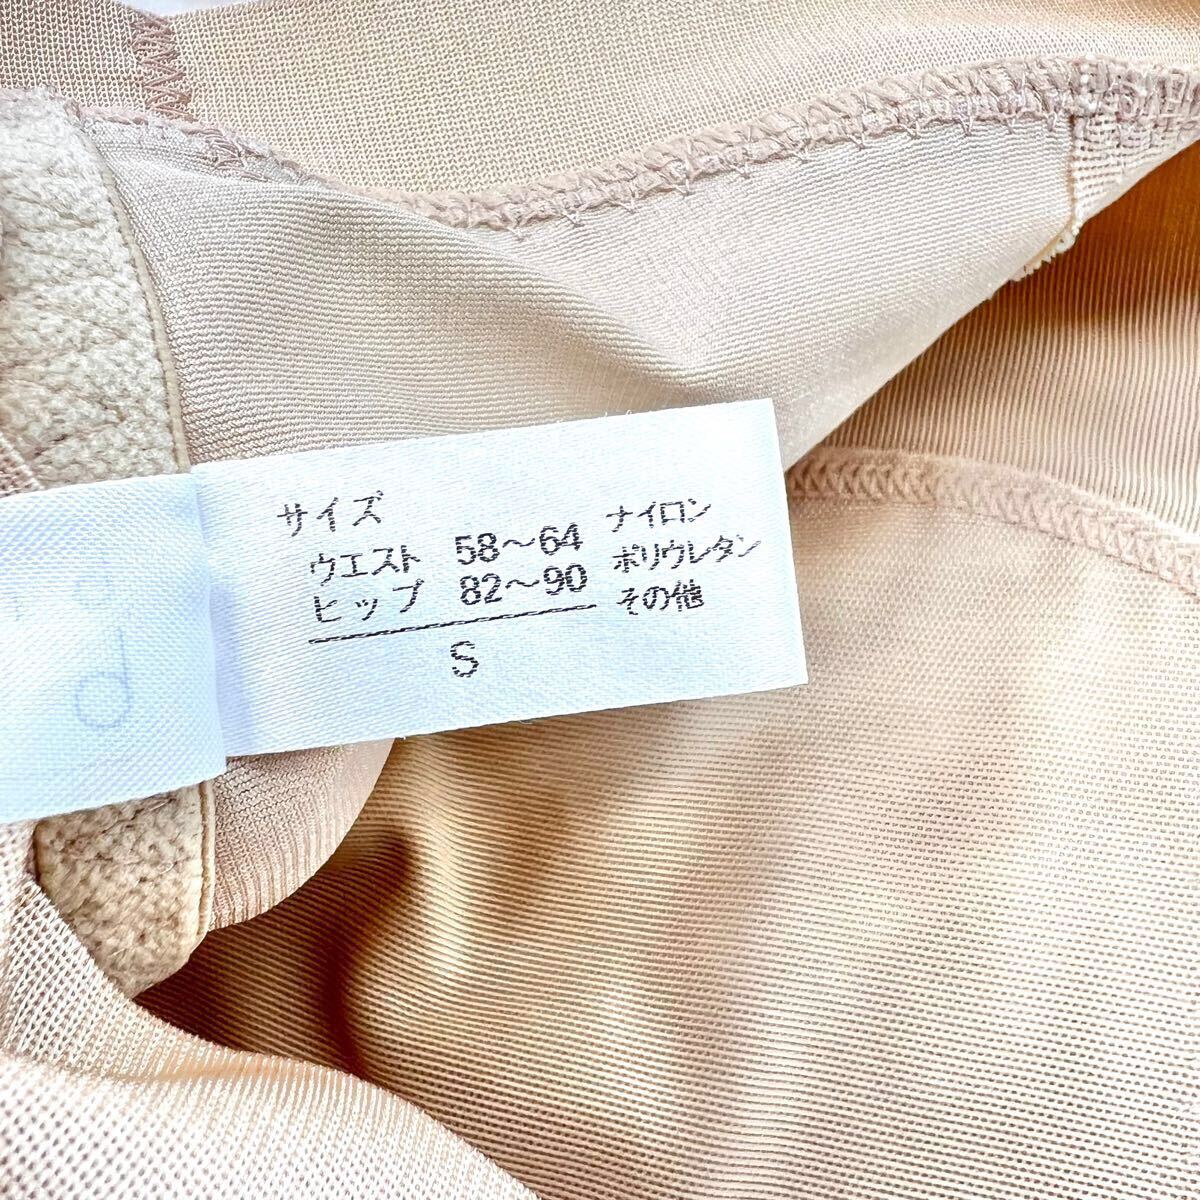 サイズ
ウエスト 58～64
ヒップ 82～90
S
ナイロン
ポリウレタン
その他